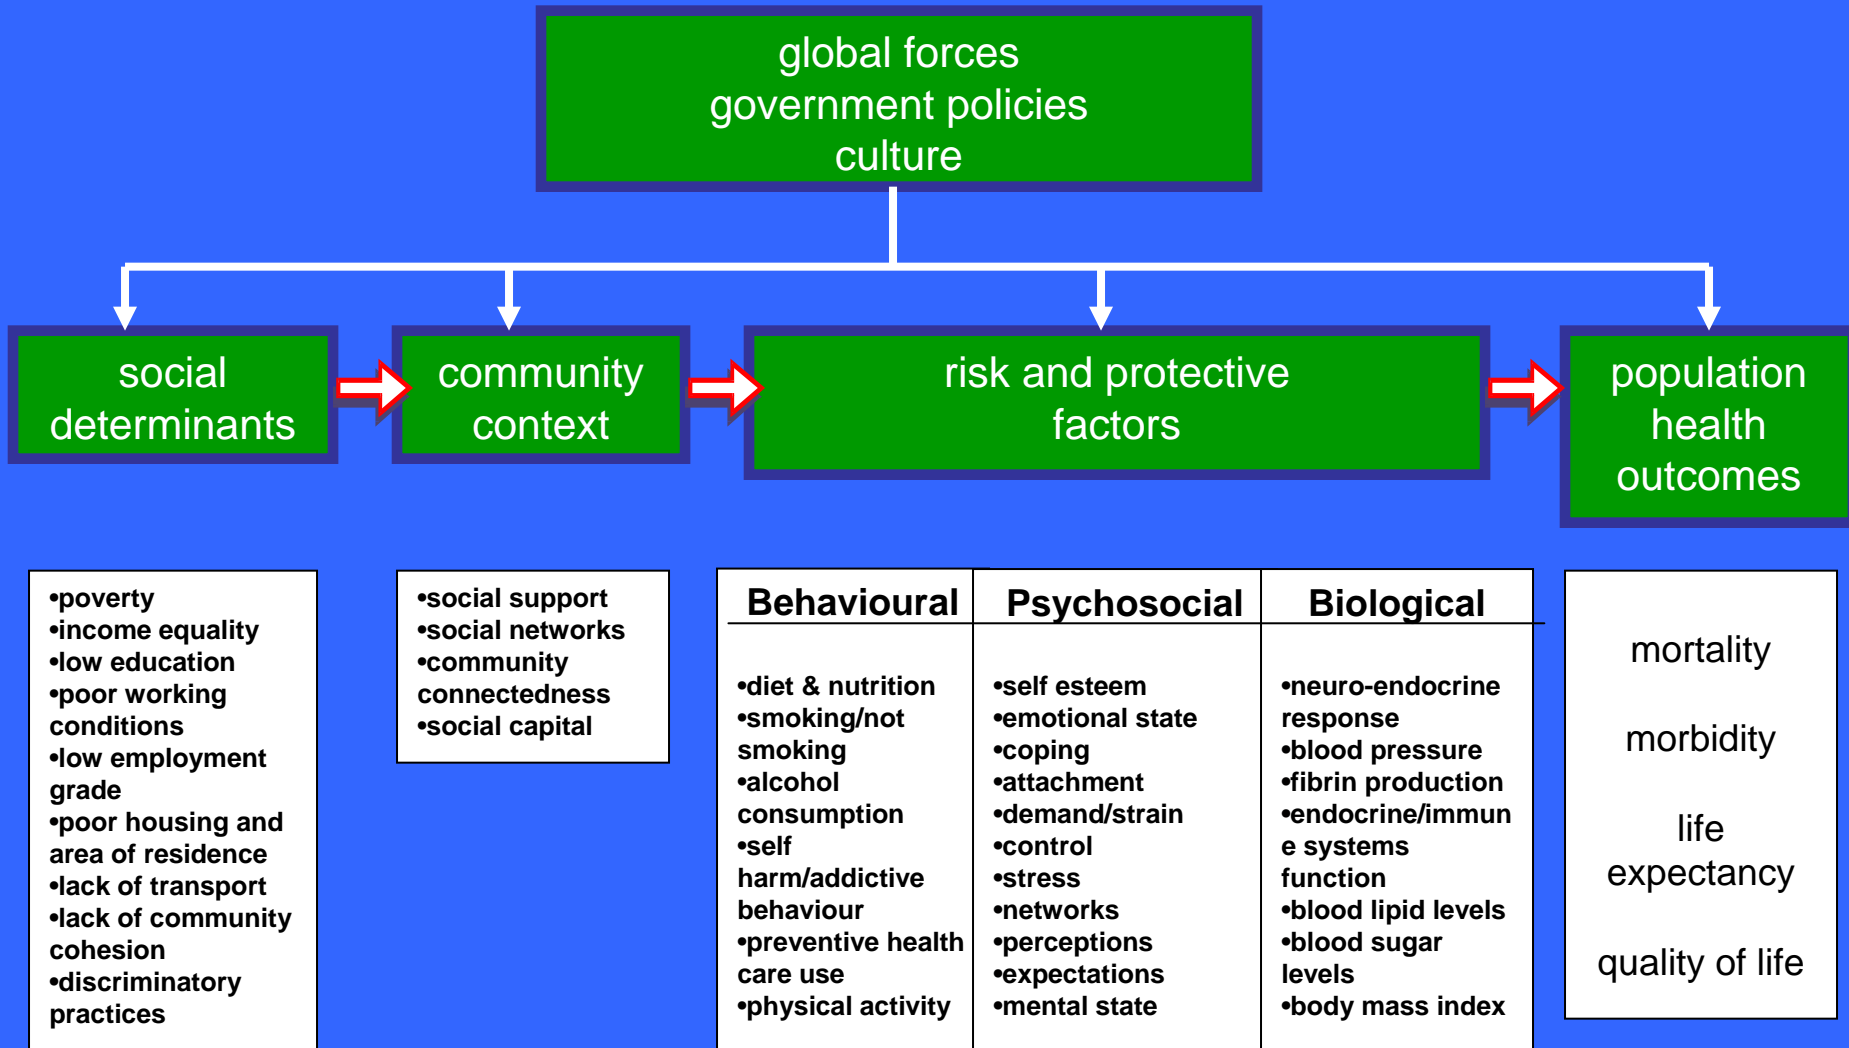 global forces
government policies
culture
social
determinants
community
context
risk and protective
factors
population
health
outcomes
•poverty
•income equality
•low education
•poor working
conditions
•low employment
grade
•poor housing and
area of residence
•lack of transport
•lack of community
cohesion
•discriminatory
practices
•social support
•social networks
•community
connectedness
•social capital
Behavioural
•diet & nutrition
•smoking/not
smoking
•alcohol
consumption
•self
harm/addictive
behaviour
•preventive health
care use
•physical activity
Psychosocial
•self esteem
•emotional state
•coping
•attachment
•demand/strain
•control
•stress
•networks
•perceptions
•expectations
•mental state
Biological
•neuro-endocrine
response
•blood pressure
•fibrin production
•endocrine/immun
e systems
function
•blood lipid levels
•blood sugar
levels
•body mass index
mortality
morbidity
life
expectancy
quality of life